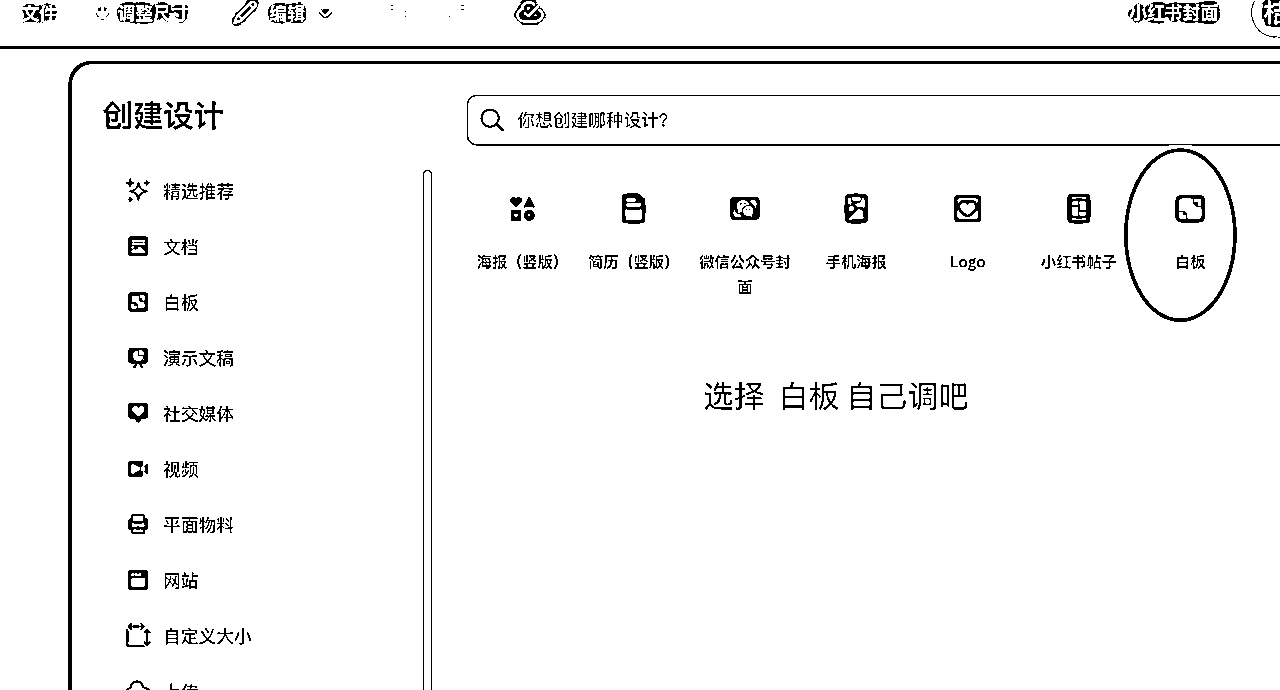 文件 调整尺寸 编辑 小红书封面
创建设计
你想创建哪种设计?
精选推荐
文档
白板
演示文稿
社交媒体
视频
平面物料
网站
自定义大小
海报（竖版） 简历（竖版） 微信公众号封面 手机海报 Logo 小红书帖子 白板
选择 白板 自己调吧